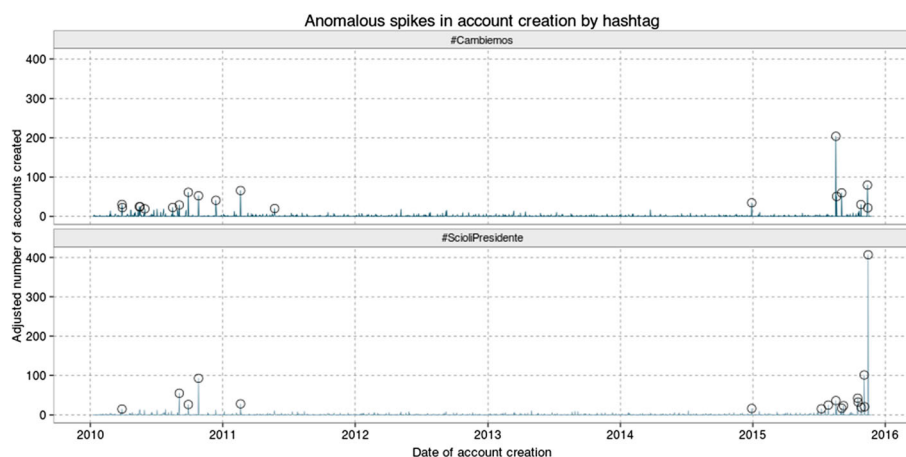 Anomalous spikes in account creation by hashtag
#Cambiemos
400
300
200
100
0
#ScioliPresidente
400
300
200
100
0
Adjusted number of accounts created
2010 2011 2012 2013 2014 2015 2016
Date of account creation